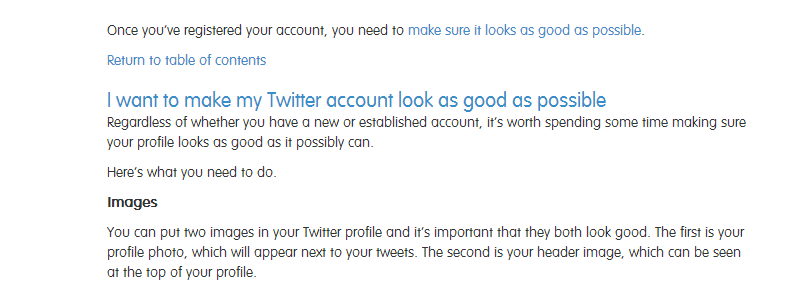 Once you've registered your account, you need to make sure it looks as good as possible.
Return to table of contents
I want to make my Twitter account look as good as possible
Regardless of whether you have a new or established account, it's worth spending some time making sure
your profile looks as good as it possibly can.
Here's what you need to do.
Images
You can put two images in your Twitter profile and it's important that they both look good. The first is your
profile photo, which will appear next to your tweets. The second is your header image, which can be seen
at the top of your profile.